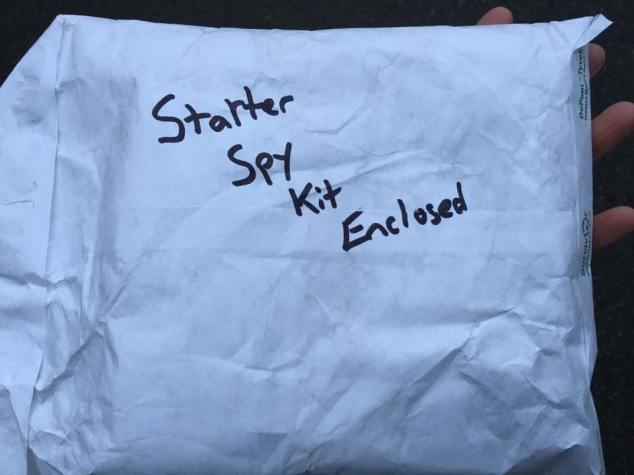 Starter
Spy
Kit
Enclosed